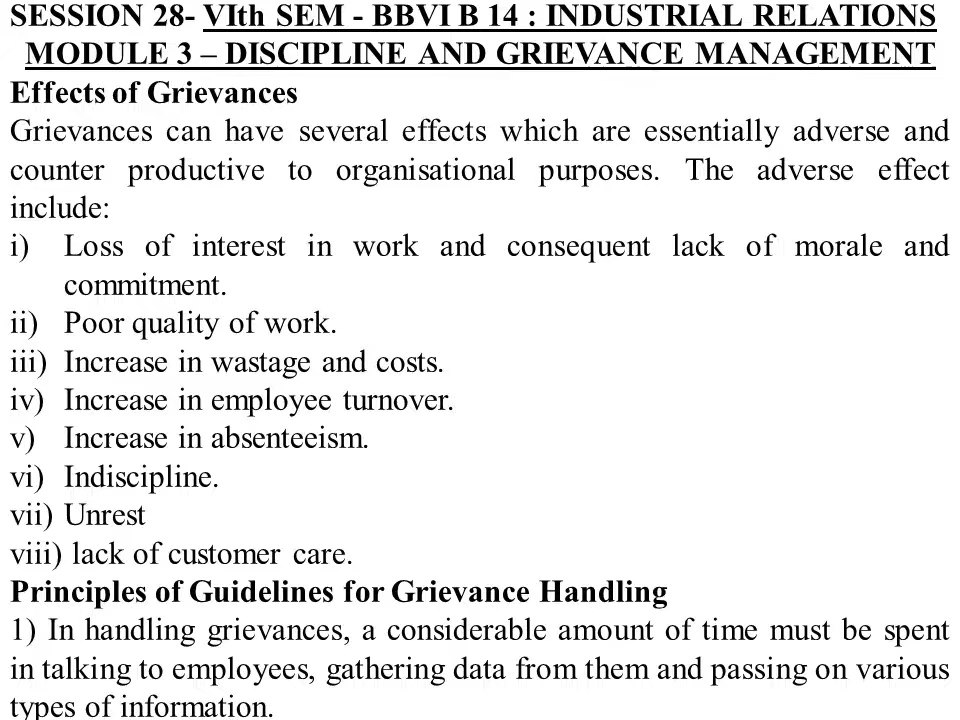 SESSION 28- VIth SEM - BBVI B 14 : INDUSTRIAL RELATIONS
MODULE 3 – DISCIPLINE AND GRIEVANCE MANAGEMENT
Effects of Grievances
Grievances can have several effects which are essentially adverse and
counter productive to organisational purposes. The adverse effect
include:
i) Loss of interest in work and consequent lack of morale and
commitment.
ii) Poor quality of work.
iii) Increase in wastage and costs.
iv) Increase in employee turnover.
v) Increase in absenteeism.
vi) Indiscipline.
vii) Unrest
viii) lack of customer care.
Principles of Guidelines for Grievance Handling
1) In handling grievances, a considerable amount of time must be spent
in talking to employees, gathering data from them and passing on various
types of information.